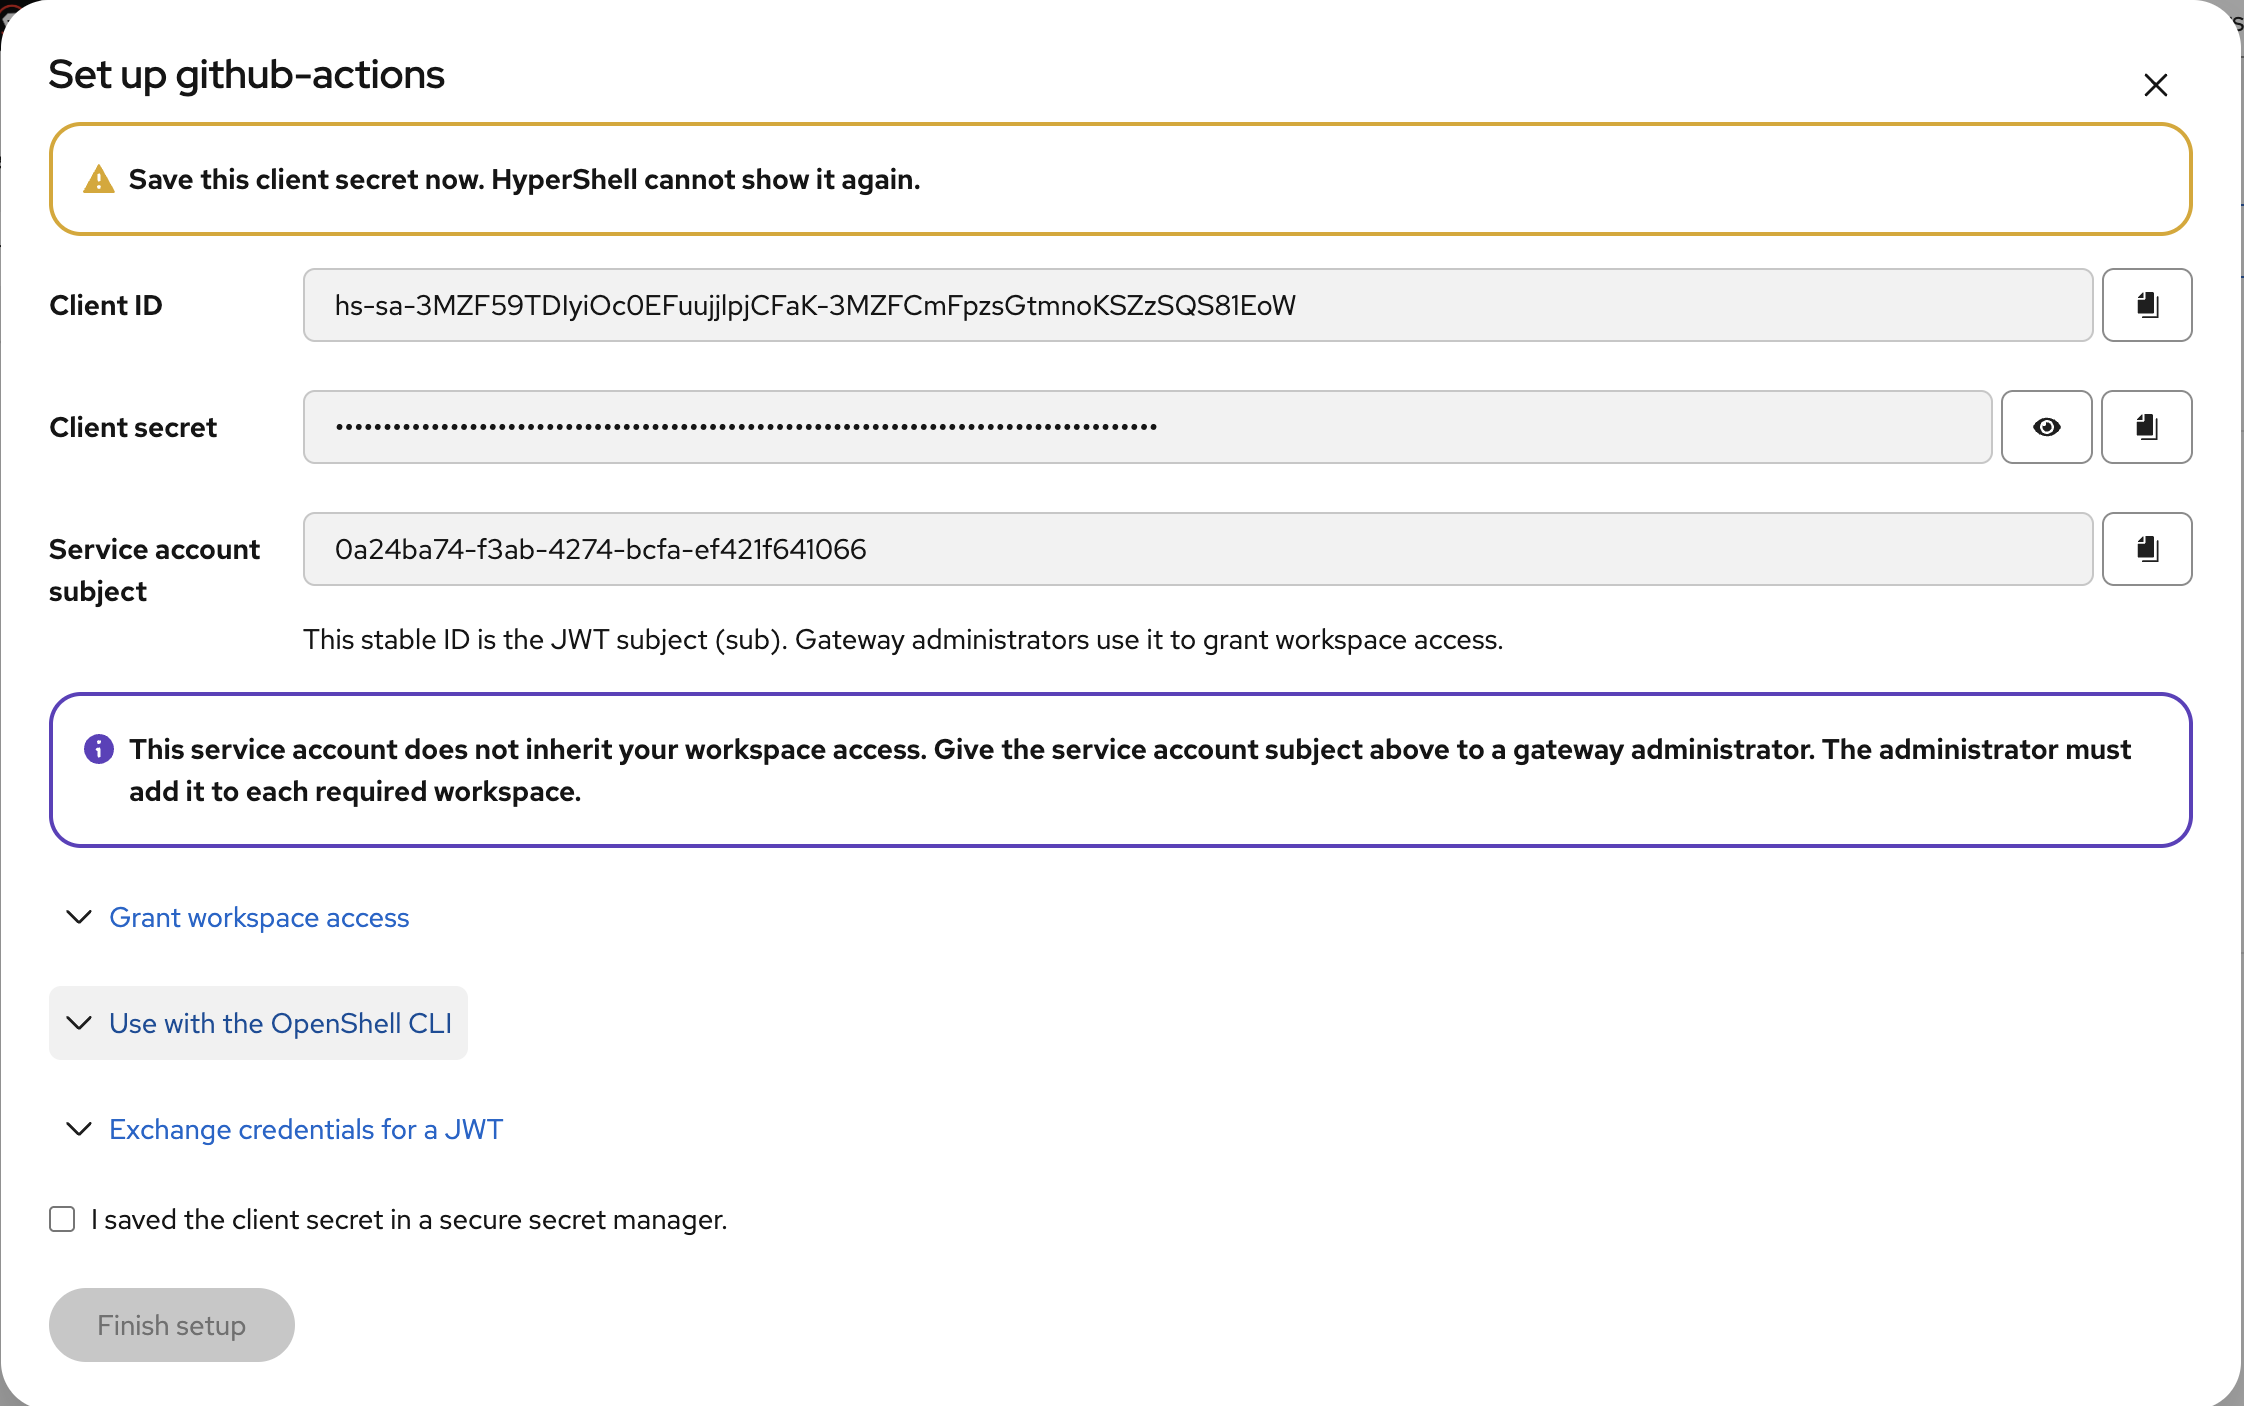 Set up github-actions
Save this client secret now. HyperShell cannot show it again.
Client ID
hs-sa-3MZF59TDIyiOc0EFuujjlpjCFaK-3MZFCmFpzsGtmnoKSZzSQS81EoW
Client secret
Service account
subject
0a24ba74-f3ab-4274-bcfa-ef421f641066
This stable ID is the JWT subject (sub). Gateway administrators use it to grant workspace access.
This service account does not inherit your workspace access. Give the service account subject above to a gateway administrator. The administrator must
add it to each required workspace.
Grant workspace access
Use with the OpenShell CLI
Exchange credentials for a JWT
I saved the client secret in a secure secret manager.
Finish setup